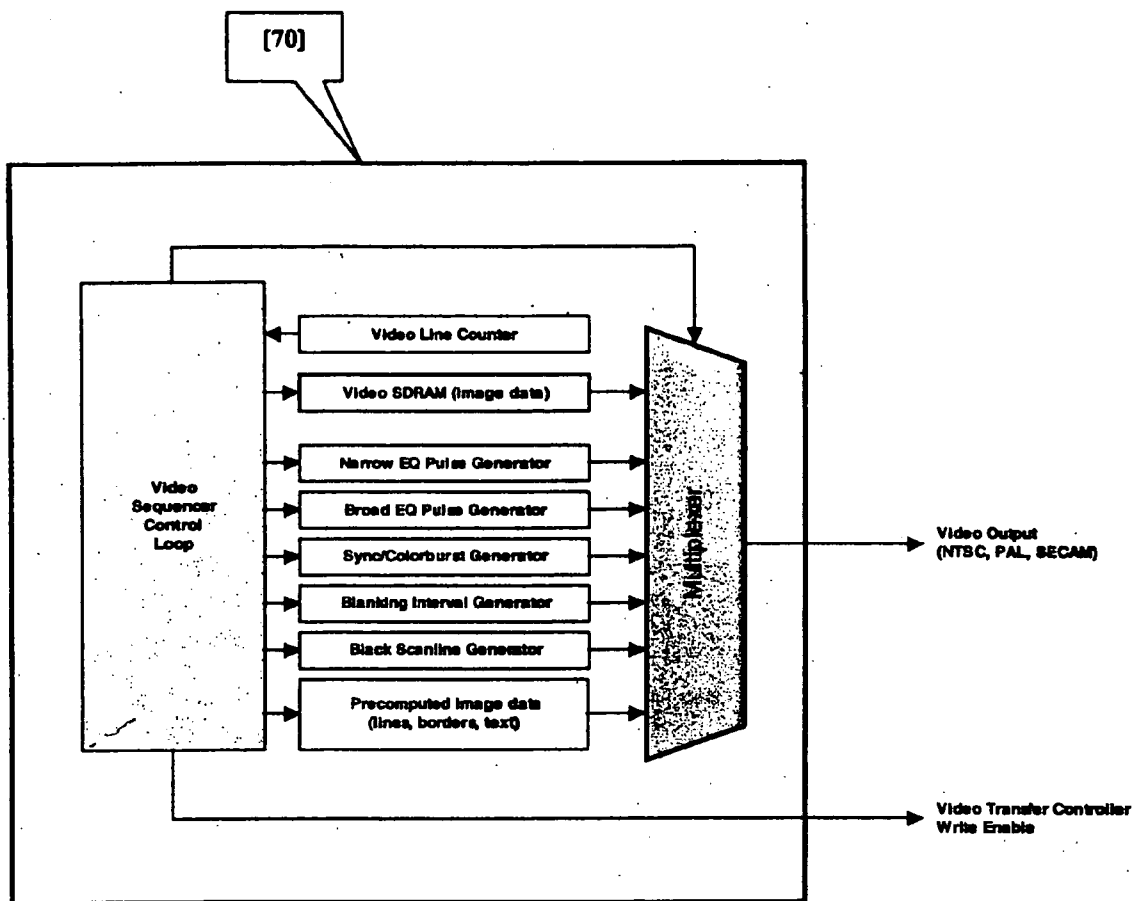 [70]
Video Line Counter
Video SDRAM (image data)
Narrow EQ Pulse Generator
Broad EQ Pulse Generator
Sync/Colorburst Generator
Blanking Interval Generator
Black Scanline Generator
Precomputed image data
(lines, borders, text)
Video
Sequencer
Control
Loop
Multiplexer
Video Output
(NTSC, PAL, SECAM)
Video Transfer Controller
Write Enable